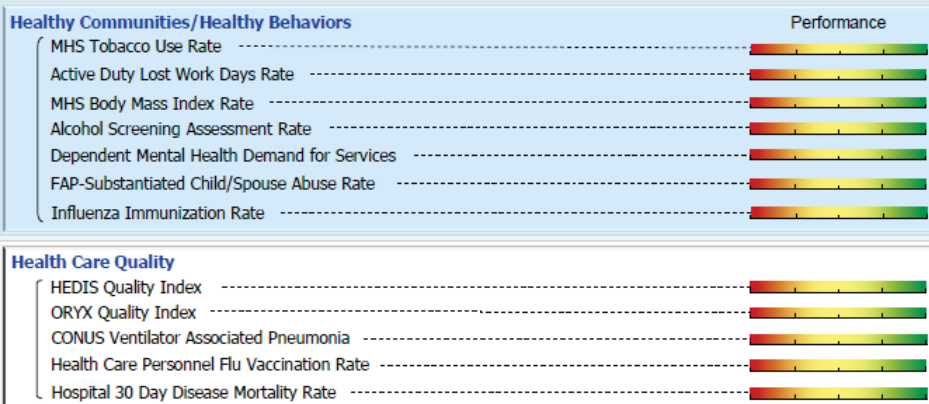 Healthy Communities/Healthy Behaviors Performance
MHS Tobacco Use Rate
Active Duty Lost Work Days Rate
MHS Body Mass Index Rate
Alcohol Screening Assessment Rate
Dependent Mental Health Demand for Services
FAP-Substantiated Child/Spouse Abuse Rate
Influenza Immunization Rate
Health Care Quality
HEDIS Quality Index
ORYX Quality Index
CONUS Ventilator Associated Pneumonia
Health Care Personnel Flu Vaccination Rate
Hospital 30 Day Disease Mortality Rate